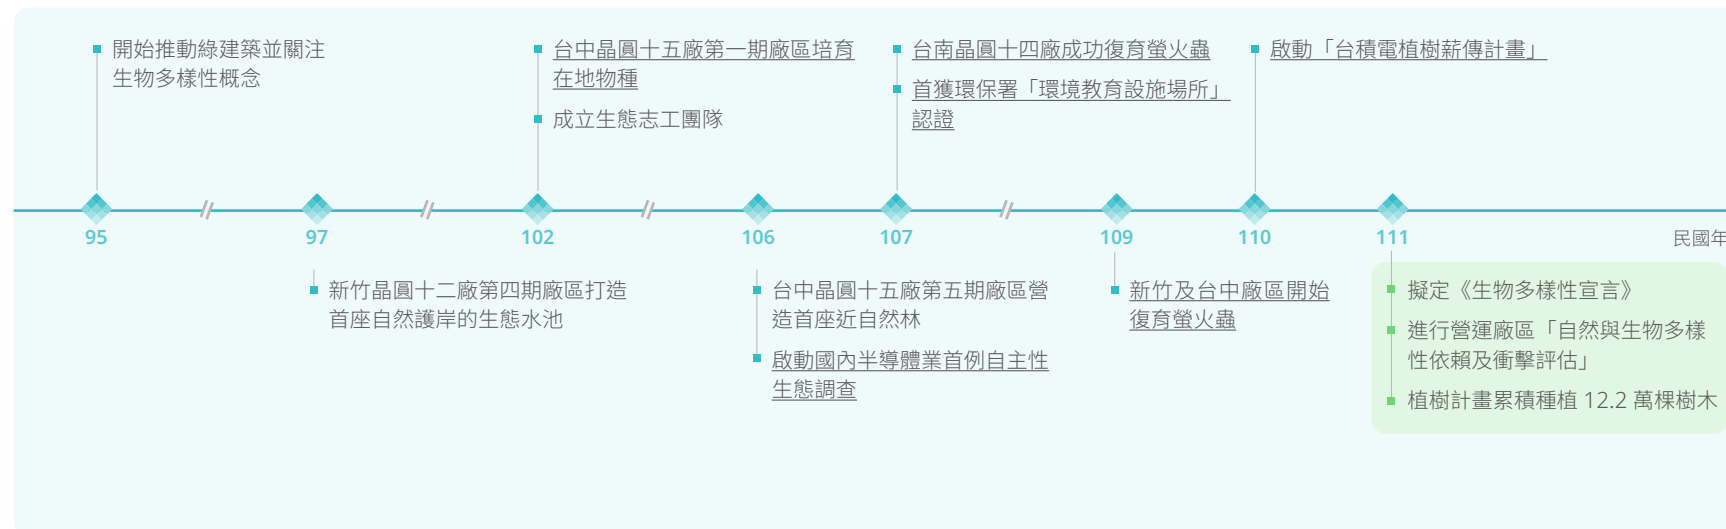 開始推動綠建築並關注
生物多樣性概念
台中晶圓十五廠第一期廠區培育
在地物種
成立生態志工團隊
台南晶圓十四廠成功復育螢火蟲
首獲環保署「環境教育設施場所」
認證
啟動「台積電植樹薪傳計畫」
95
97
102
106
107
109
110
111
民國年
新竹晶圓十二廠第四期廠區打造
首座自然護岸的生態水池
台中晶圓十五廠第五期廠區營
造首座近自然林
啟動國內半導體業首例自主性
生態調查
新竹及台中廠區開始
復育螢火蟲
擬定《生物多樣性宣言》
進行營運廠區「自然與生物多樣
性依賴及衝擊評估」
植樹計畫累積種植 12.2 萬棵樹木